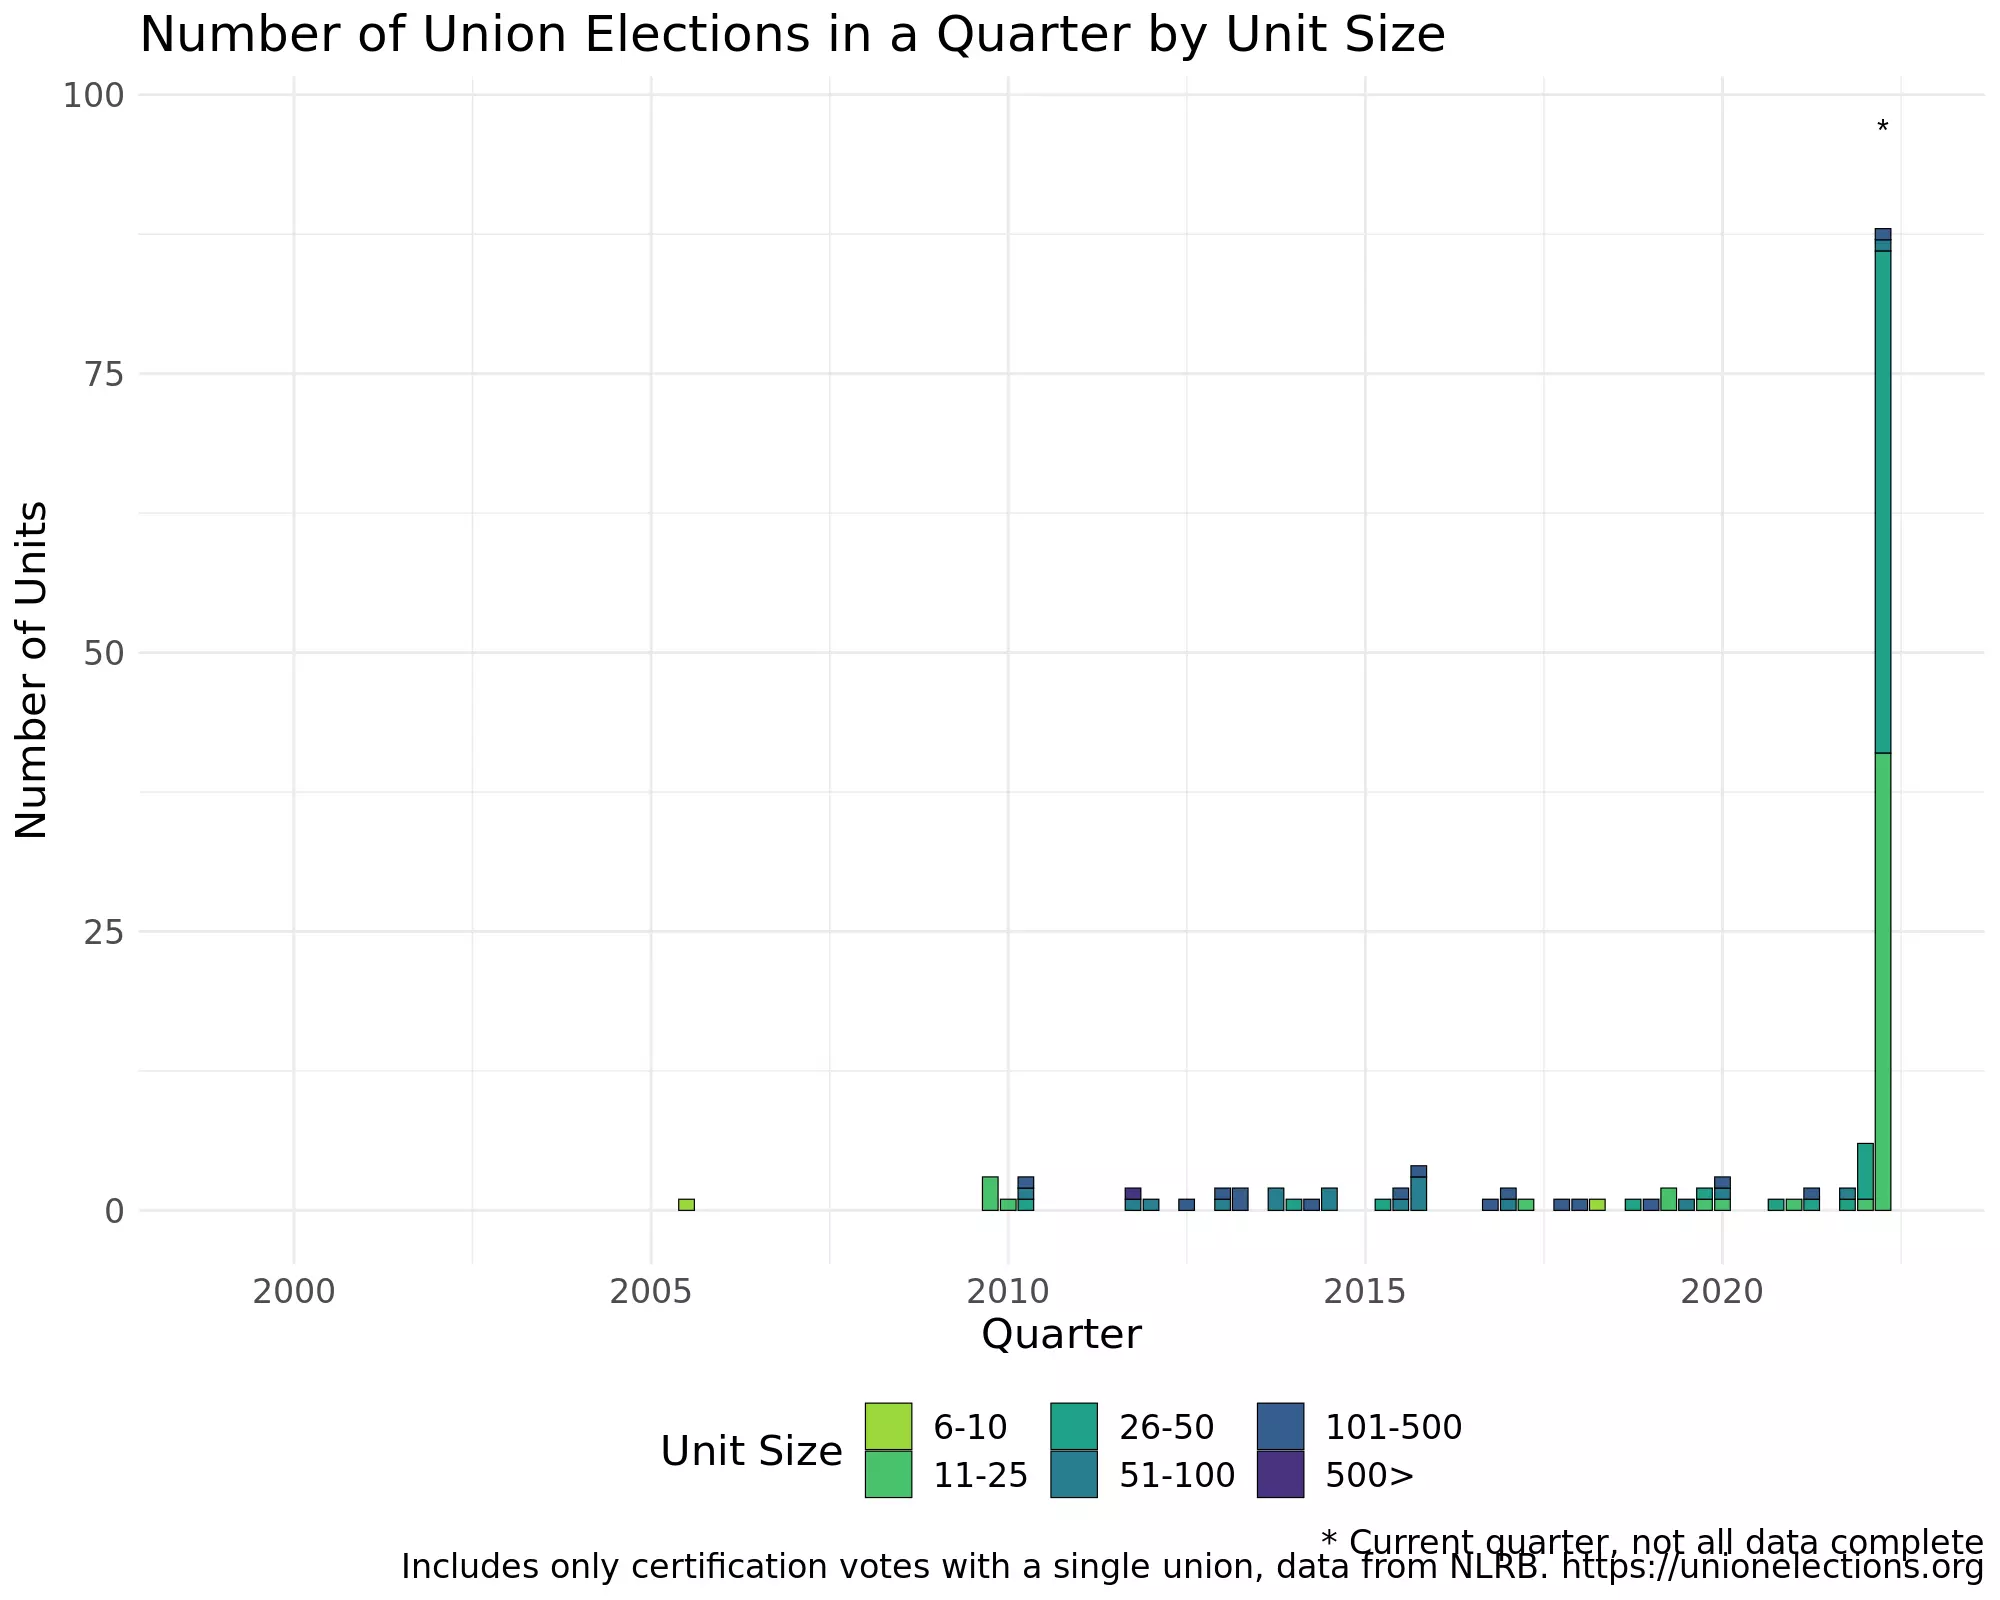 Number of Union Elections in a Quarter by Unit Size
100
*
75
50
25
0
Number of Units
2000 2005 2010 2015 2020
Quarter
Unit Size
6-10 26-50 101-500
11-25 51-100 500>
* Current quarter, not all data complete
Includes only certification votes with a single union, data from NLRB. https://unionelections.org